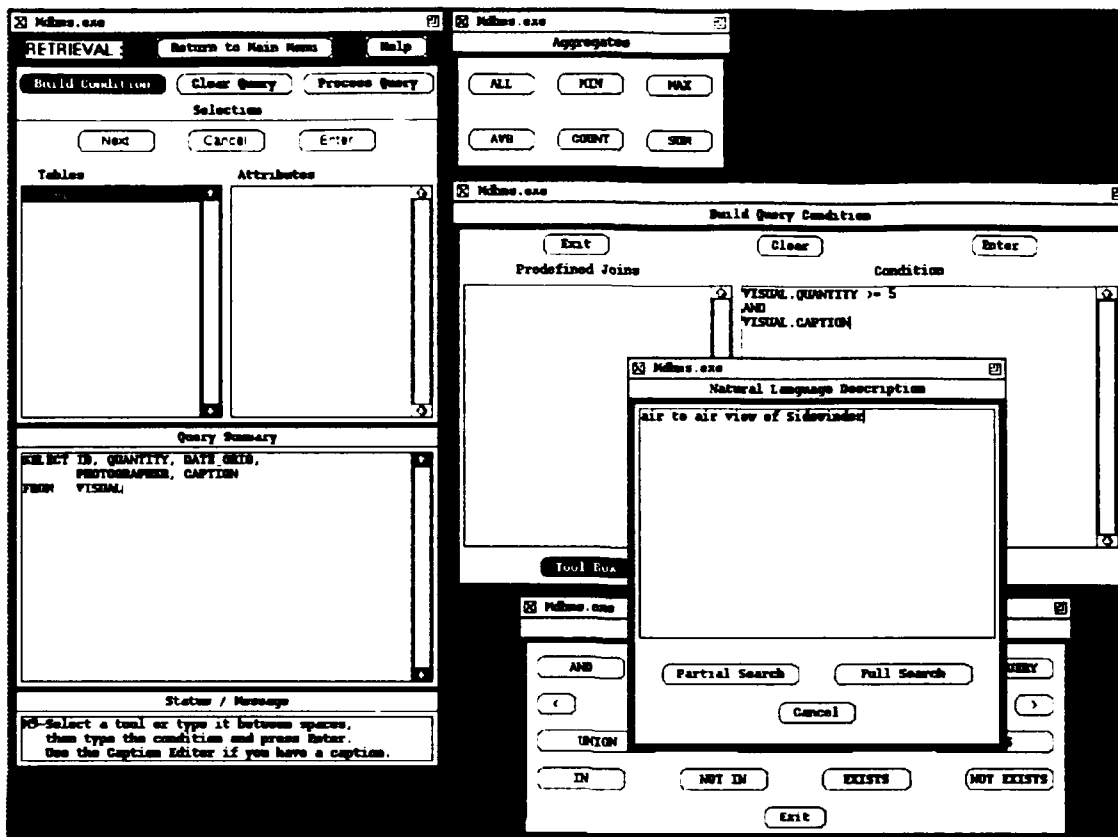 Mdbms.exe
RETRIEVAL :
Return to Main Menu
Help
Build Condition
Clear Query
Process Query
Selection
Next
Cancel
Enter
Tables
Attributes
Query Summary
SELECT ID, QUANTITY, DATE_ORIG,
PHOTOGRAPHER, CAPTION
FROM VISUAL
Status / Message
Select a tool or type it between spaces,
then type the condition and press Enter.
Use the Caption Editor if you have a caption.
Mdbms.exe
Aggregates
ALL
MIN
MAX
AVG
COUNT
SUM
Mdbms.exe
Build Query Condition
Exit
Clear
Enter
Predefined Joins
Condition
VISUAL.QUANTITY >= 5
AND
VISUAL.CAPTION
Tool Box
Mdbms.exe
Natural Language Description
air to air view of Sidewinder
Partial Search
Full Search
Cancel
Mdbms.exe
AND
<
>
UNION
IN
NOT IN
EXISTS
NOT EXISTS
Exit